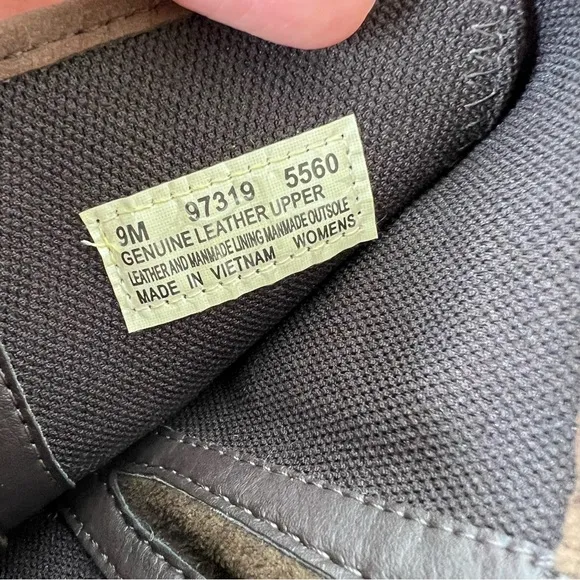 9M 97319 5560
GENUINE LEATHER UPPER
LEATHER AND MANMADE LINING MANMADE OUTSOLE
MADE IN VIETNAM WOMENS